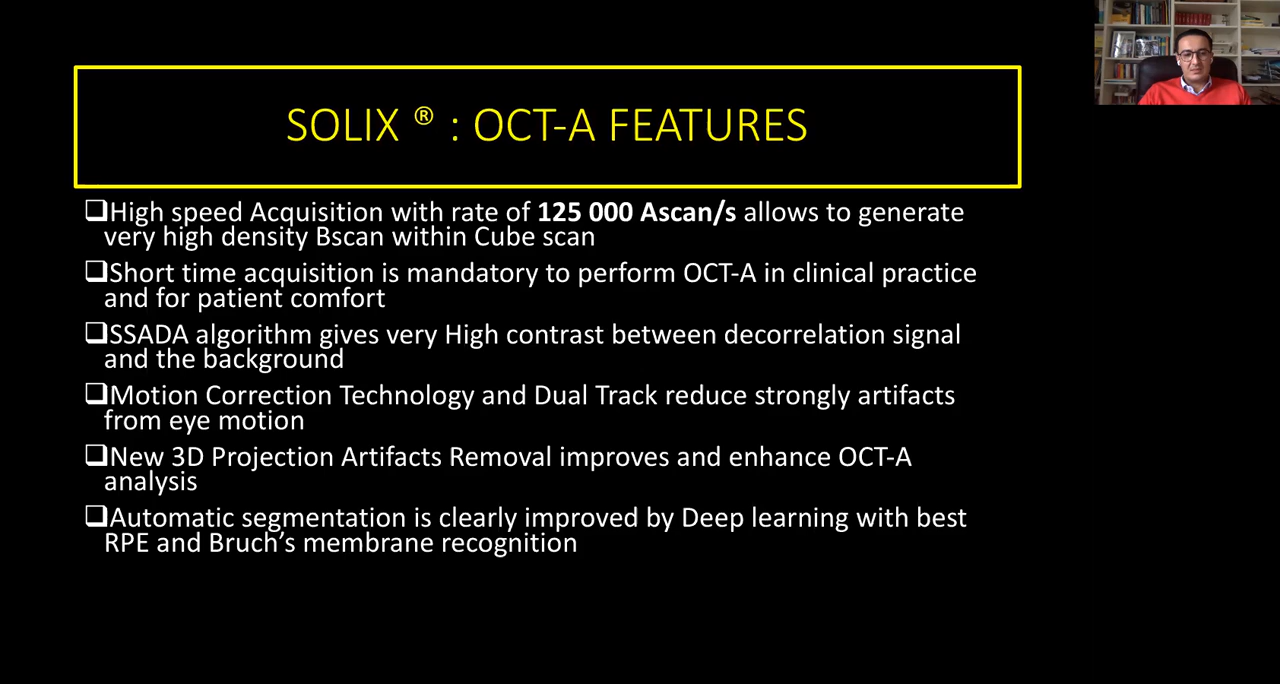 SOLIX ® : OCT-A FEATURES
❑High speed Acquisition with rate of 125 000 Ascan/s allows to generate
very high density Bscan within Cube scan
❑Short time acquisition is mandatory to perform OCT-A in clinical practice
and for patient comfort
❑SSADA algorithm gives very High contrast between decorrelation signal
and the background
❑Motion Correction Technology and Dual Track reduce strongly artifacts
from eye motion
❑New 3D Projection Artifacts Removal improves and enhance OCT-A
analysis
❑Automatic segmentation is clearly improved by Deep learning with best
RPE and Bruch’s membrane recognition